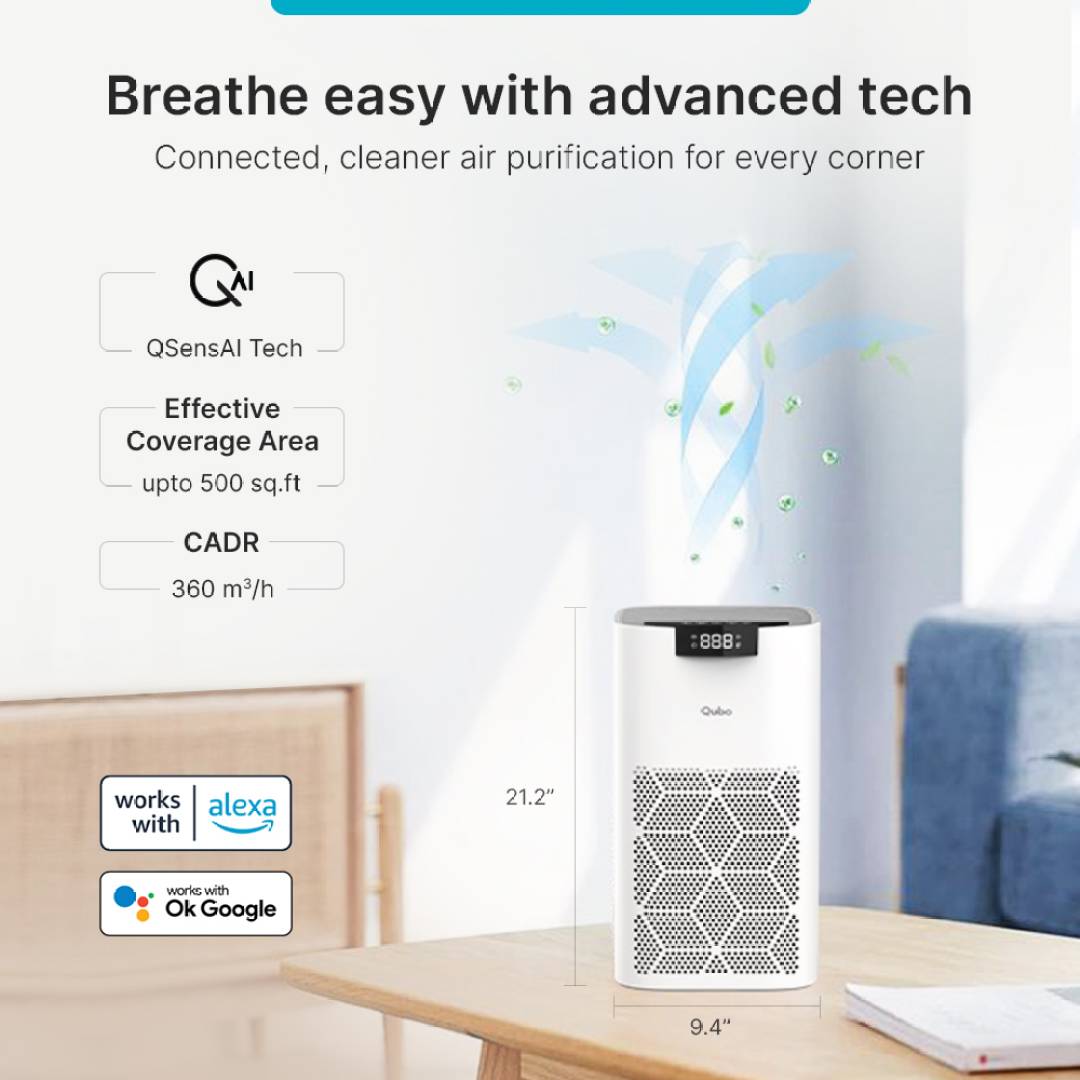 Breathe easy with advanced tech
Connected, cleaner air purification for every corner
QAI
QSensAI Tech
Effective
Coverage Area
upto 500 sq.ft
CADR
360 m³/h
888
Qubo
21.2”
9.4”
works
with
alexa
works with
Ok Google